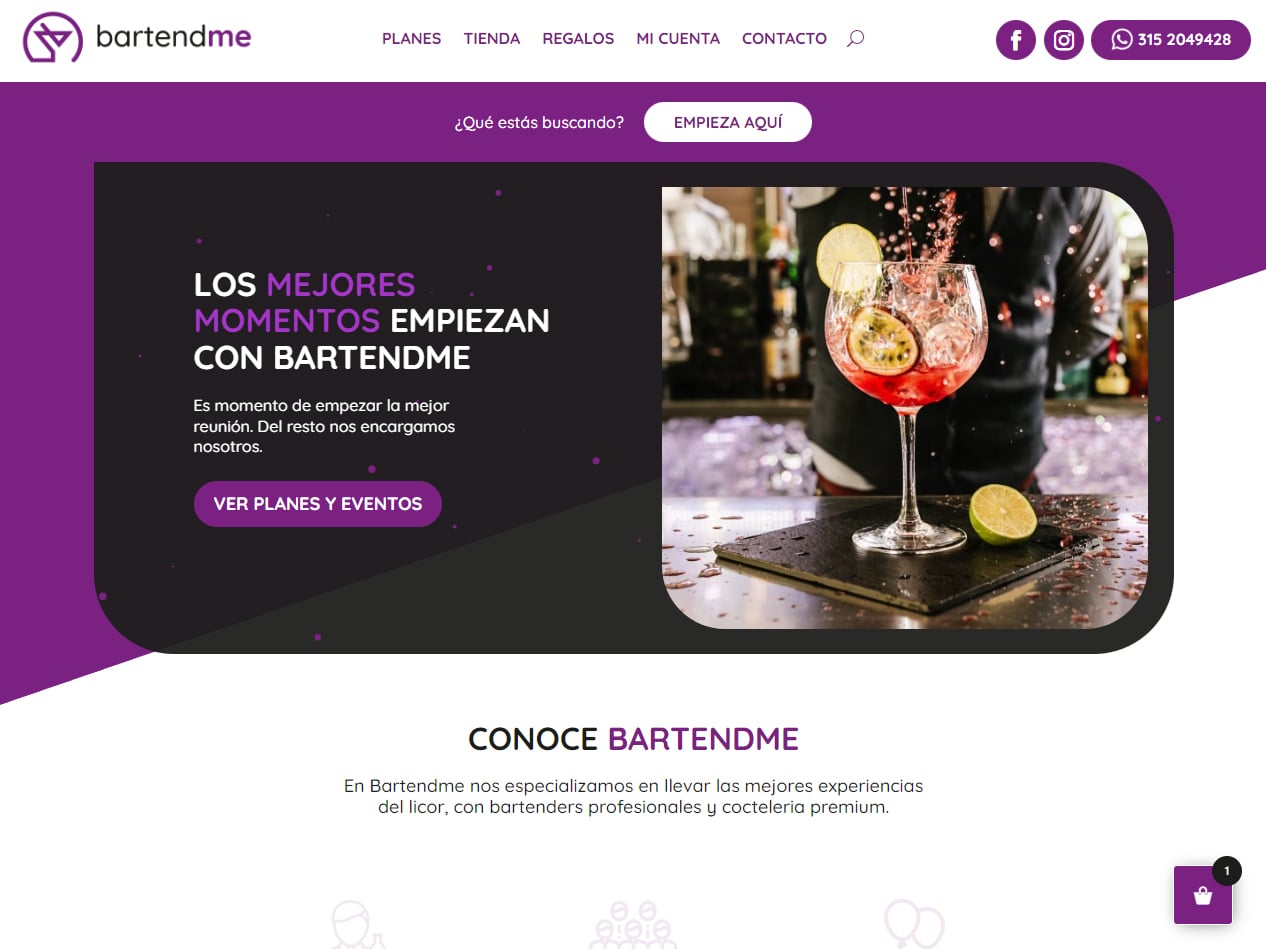 bartendme
PLANES TIENDA REGALOS MI CUENTA CONTACTO
315 2049428
¿Qué estás buscando? EMPIEZA AQUÍ
LOS MEJORES
MOMENTOS EMPIEZAN
CON BARTENDME
Es momento de empezar la mejor
reunión. Del resto nos encargamos
nosotros.
VER PLANES Y EVENTOS
CONOCE BARTENDME
En Bartendme nos especializamos en llevar las mejores experiencias
del licor, con bartenders profesionales y cocteleria premium.
1